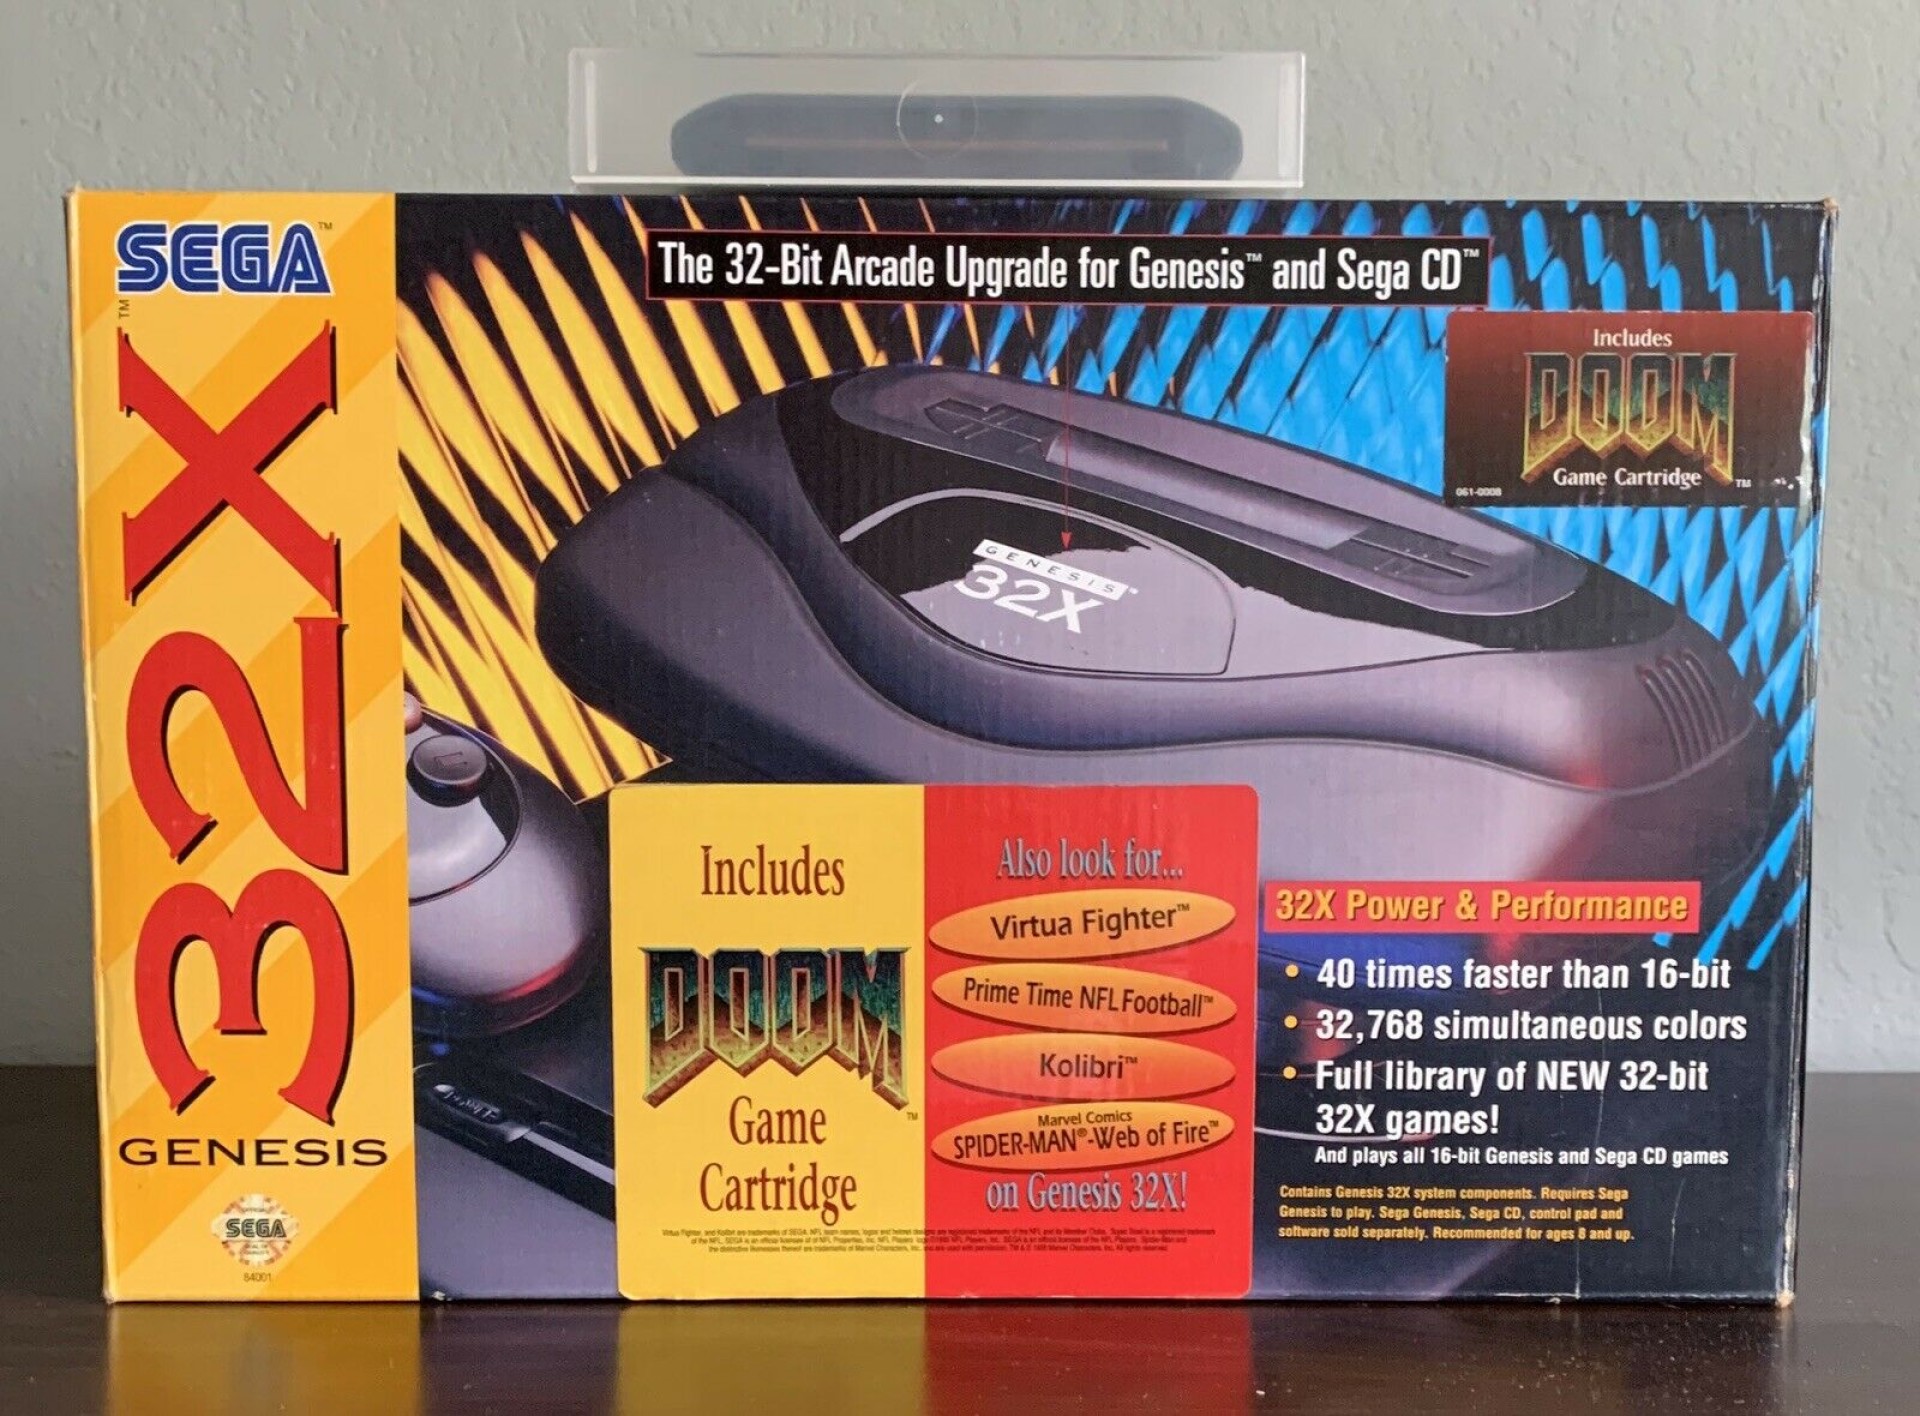 SEGA™
32X™
GENESIS
SEGA
84001
The 32-Bit Arcade Upgrade for Genesis™ and Sega CD™
Includes
DOOM
Game Cartridge ™
061-0008
GENESIS™
32X
Includes
DOOM™
Game
Cartridge
Also look for...
Virtua Fighter™
Prime Time NFL Football™
Kolibri™
Marvel Comics
SPIDER-MAN®-Web of Fire™
on Genesis 32X!
32X Power & Performance
• 40 times faster than 16-bit
• 32,768 simultaneous colors
• Full library of NEW 32-bit
32X games!
And plays all 16-bit Genesis and Sega CD games
Contains Genesis 32X system components. Requires Sega
Genesis to play. Sega Genesis, Sega CD, control pad and
software sold separately. Recommended for ages 8 and up.